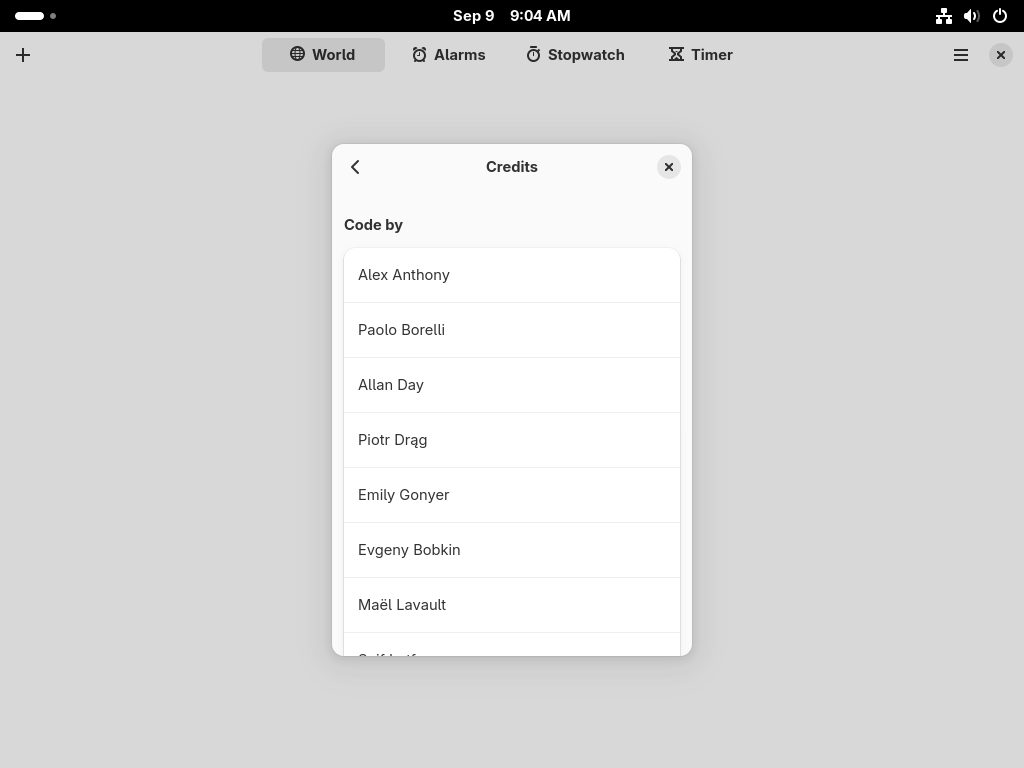 Sep 9 9:04 AM
World Alarms Stopwatch Timer
Credits
Code by
Alex Anthony
Paolo Borelli
Allan Day
Piotr Drąg
Emily Gonyer
Evgeny Bobkin
Maël Lavault